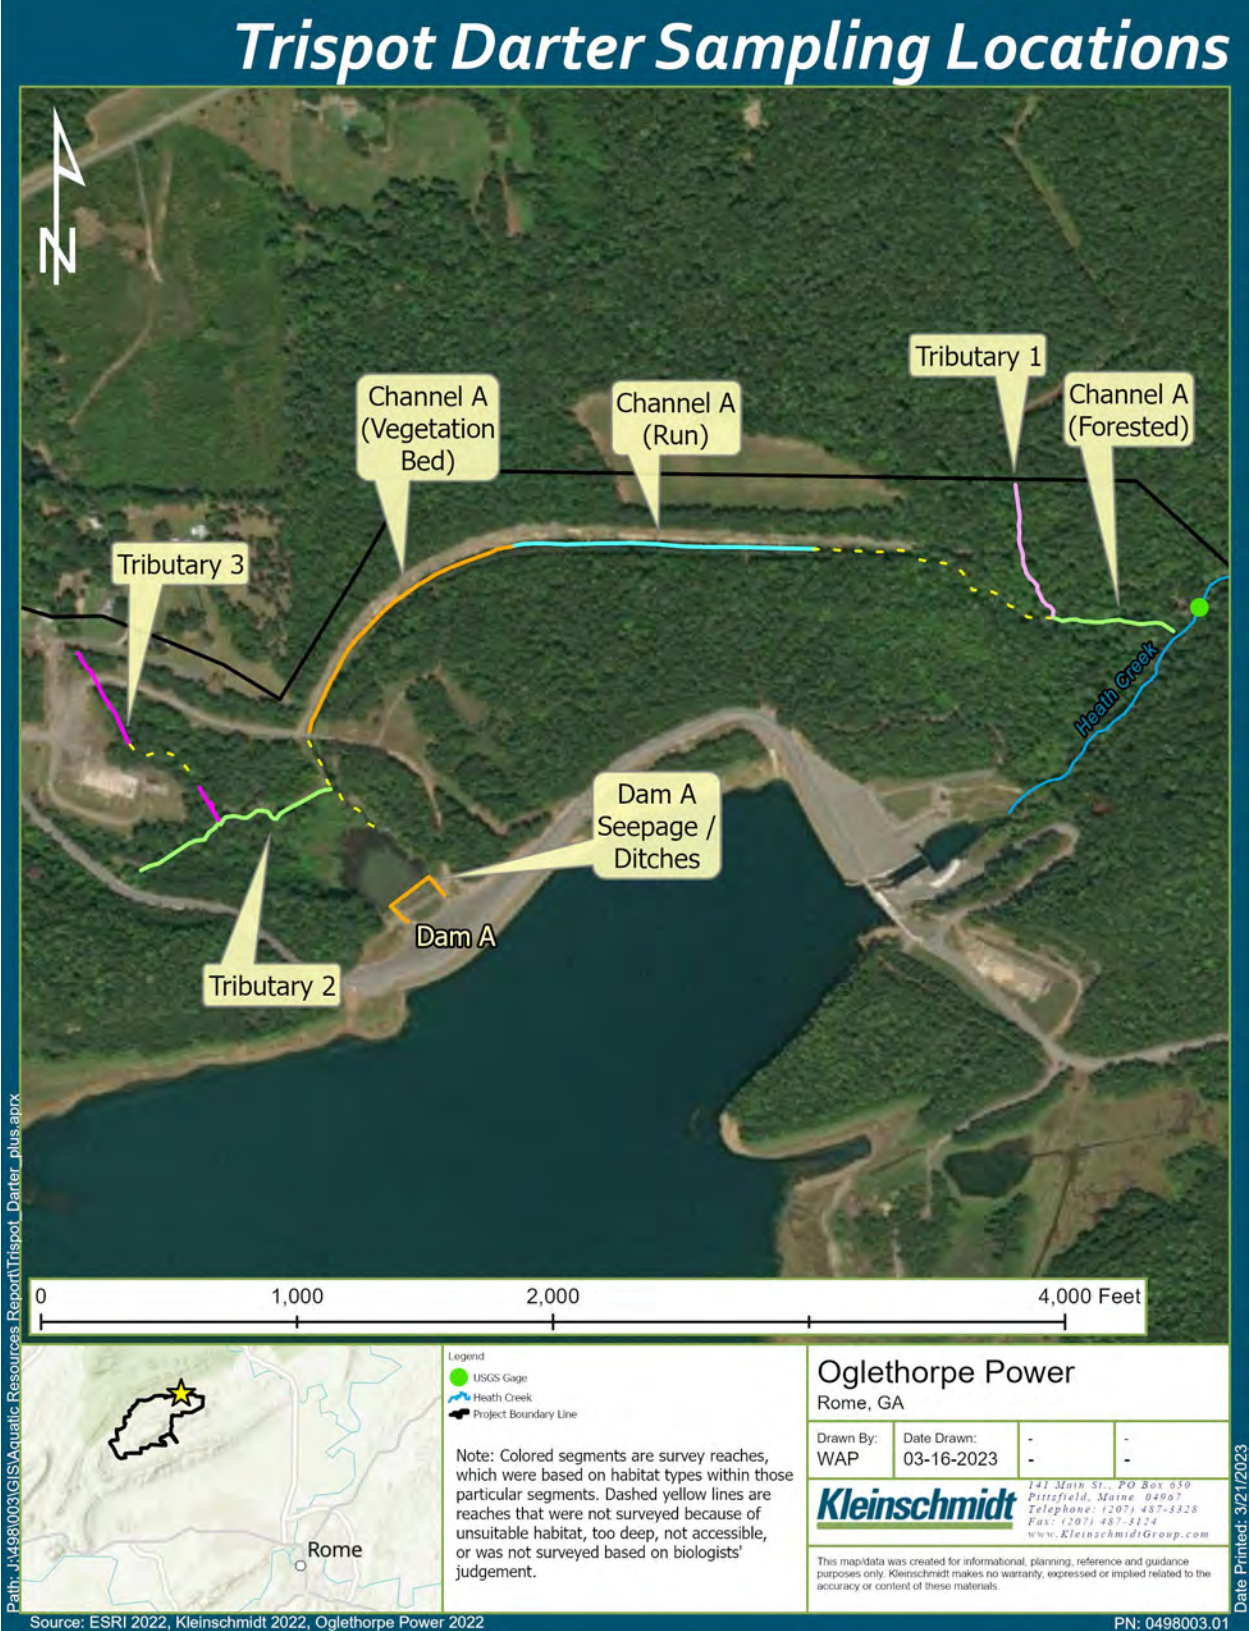 Trispot Darter Sampling Locations
N
Tributary 1
Channel A
(Forested)
Channel A
(Vegetation
Bed)
Channel A
(Run)
Tributary 3
Heath Creek
Dam A
Seepage /
Ditches
Dam A
Tributary 2
0 1,000 2,000 4,000 Feet
Path: J:\498\003\GIS\Aquatic Resources Report\Trispot_Darter_plus.aprx
Rome
Legend
USGS Gage
Heath Creek
Project Boundary Line
Note: Colored segments are survey reaches,
which were based on habitat types within those
particular segments. Dashed yellow lines are
reaches that were not surveyed because of
unsuitable habitat, too deep, not accessible,
or was not surveyed based on biologists'
judgement.
Oglethorpe Power
Rome, GA
Drawn By: Date Drawn: - -
WAP 03-16-2023 - -
Kleinschmidt
141 Main St., PO Box 650
Pittsfield, Maine 04967
Telephone: (207) 487-3328
Fax: (207) 487-3124
www.KleinschmidtGroup.com
This map/data was created for informational, planning, reference and guidance
purposes only. Kleinschmidt makes no warranty, expressed or implied related to the
accuracy or content of these materials.
Date Printed: 3/21/2023
Source: ESRI 2022, Kleinschmidt 2022, Oglethorpe Power 2022
PN: 0498003.01